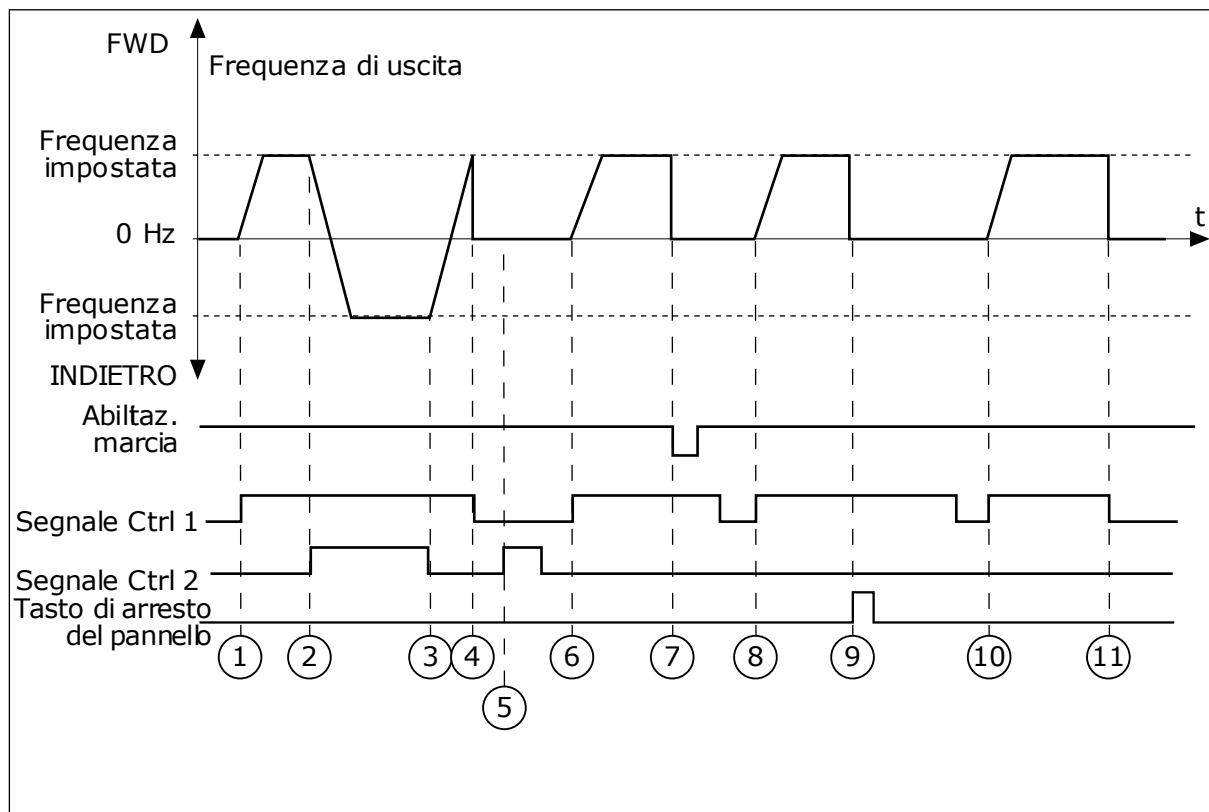 FWD
Frequenza di uscita
Frequenza
impostata
0 Hz
t
Frequenza
impostata
INDIETRO
Abiltaz.
marcia
Segnale Ctrl 1
Segnale Ctrl 2
Tasto di arresto
del pannello
1
2
3
4
6
7
8
9
10
11
5